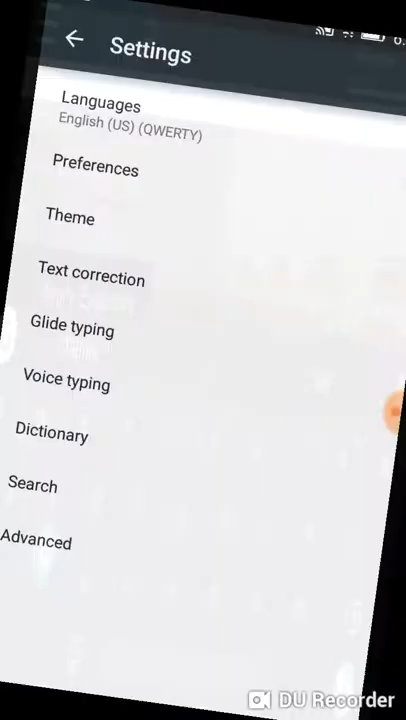 Settings
Languages
English (US) (QWERTY)
Preferences
Theme
Text correction
Glide typing
Voice typing
Dictionary
Search
Advanced
DU Recorder